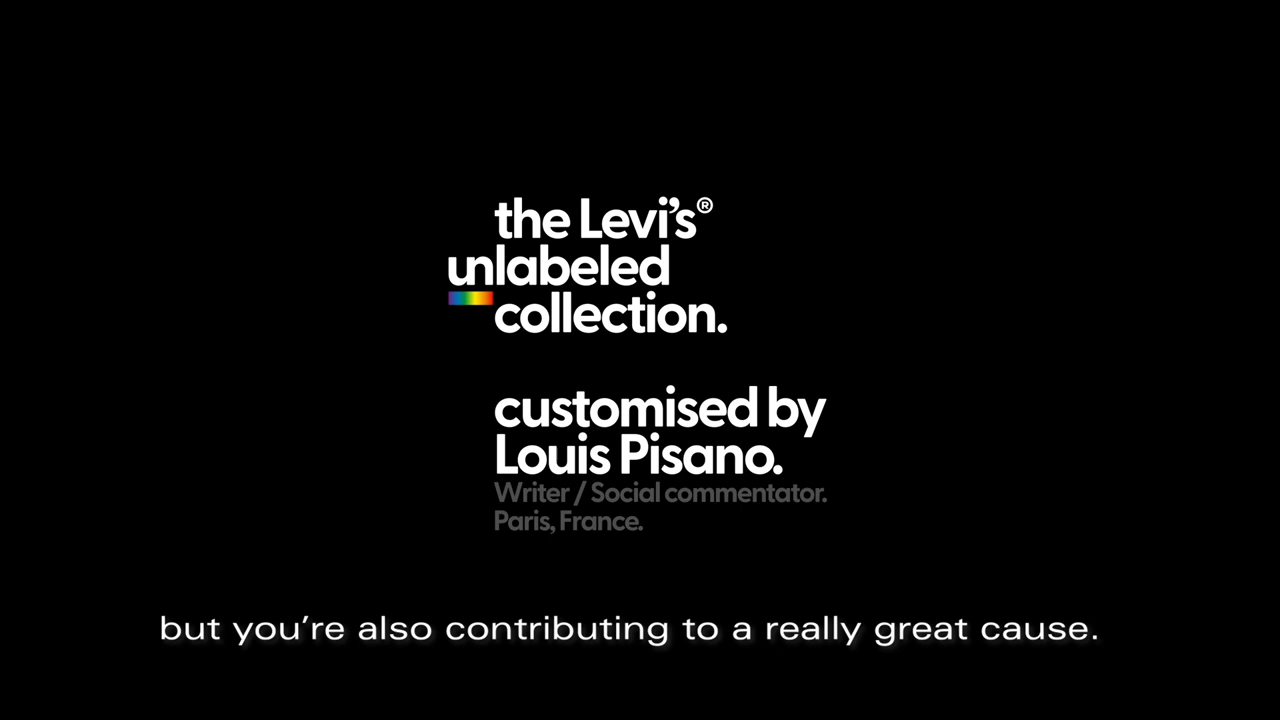 the Levi's®
unlabeled
collection.
customised by
Louis Pisano.
Writer / Social commentator.
Paris, France.
but you're also contributing to a really great cause.